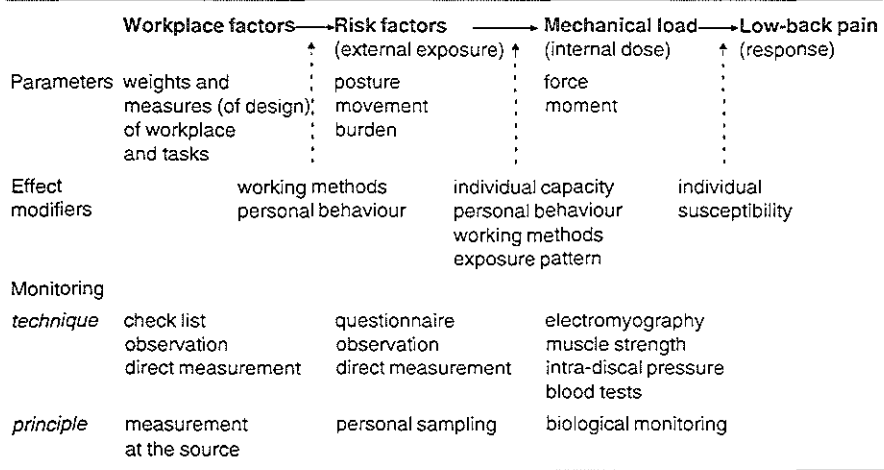 Workplace factors → Risk factors → Mechanical load → Low-back pain
(external exposure) (internal dose) (response)
Parameters weights and posture force
measures (of design) movement moment
of workplace burden
and tasks
Effect working methods individual capacity individual
modifiers personal behaviour personal behaviour susceptibility
working methods
exposure pattern
Monitoring
technique check list questionnaire electromyography
observation observation muscle strength
direct measurement direct measurement intra-discal pressure
blood tests
principle measurement personal sampling biological monitoring
at the source